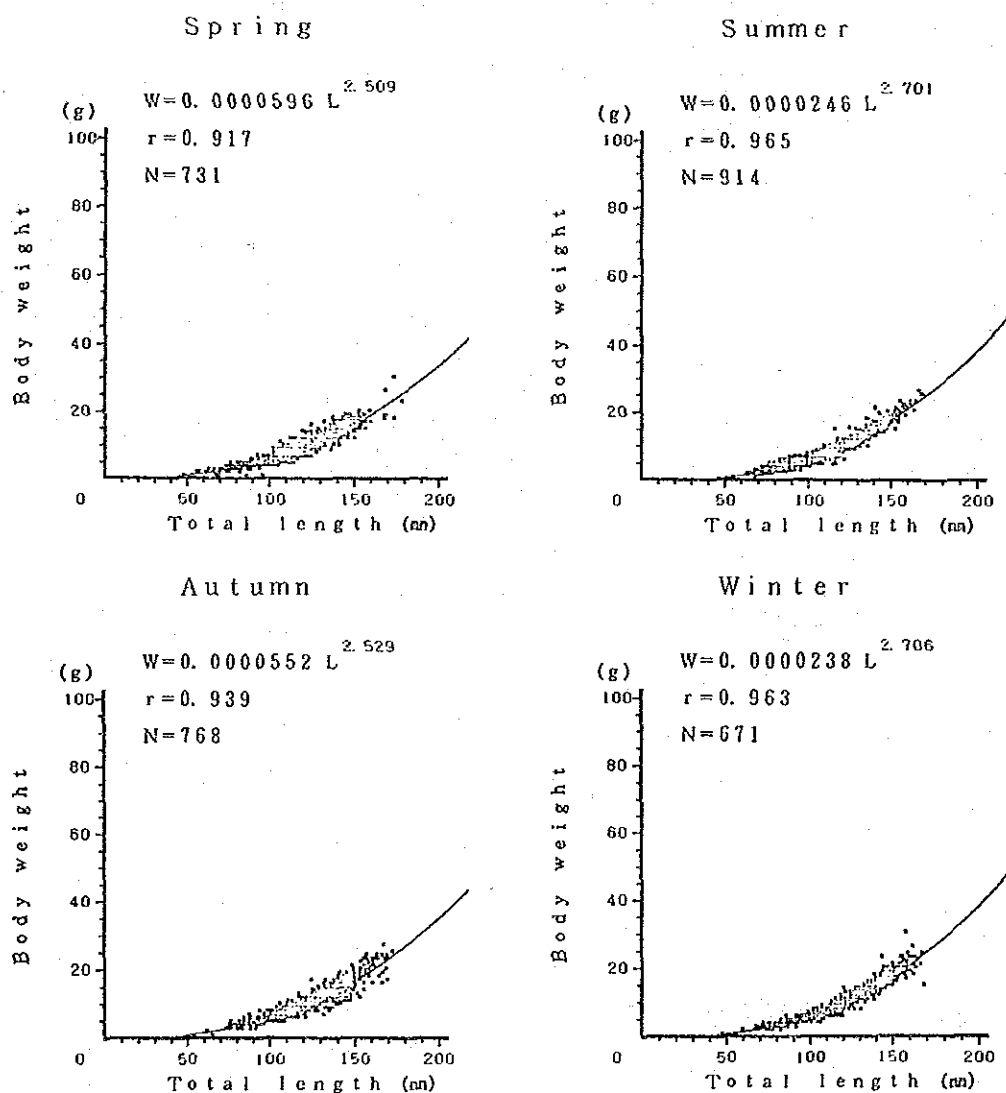 Spring
W=0.0000596 L^2.509
r=0.917
N=731
(g)
100
80
60
40
20
0
50
100
150
200
Body weight
Total length (mm)
Summer
W=0.0000246 L^2.701
r=0.965
N=914
(g)
100
80
60
40
20
0
50
100
150
200
Body weight
Total length (mm)
Autumn
W=0.0000552 L^2.529
r=0.939
N=768
(g)
100
80
60
40
20
0
50
100
150
200
Body weight
Total length (mm)
Winter
W=0.0000238 L^2.706
r=0.963
N=671
(g)
100
80
60
40
20
0
50
100
150
200
Body weight
Total length (mm)